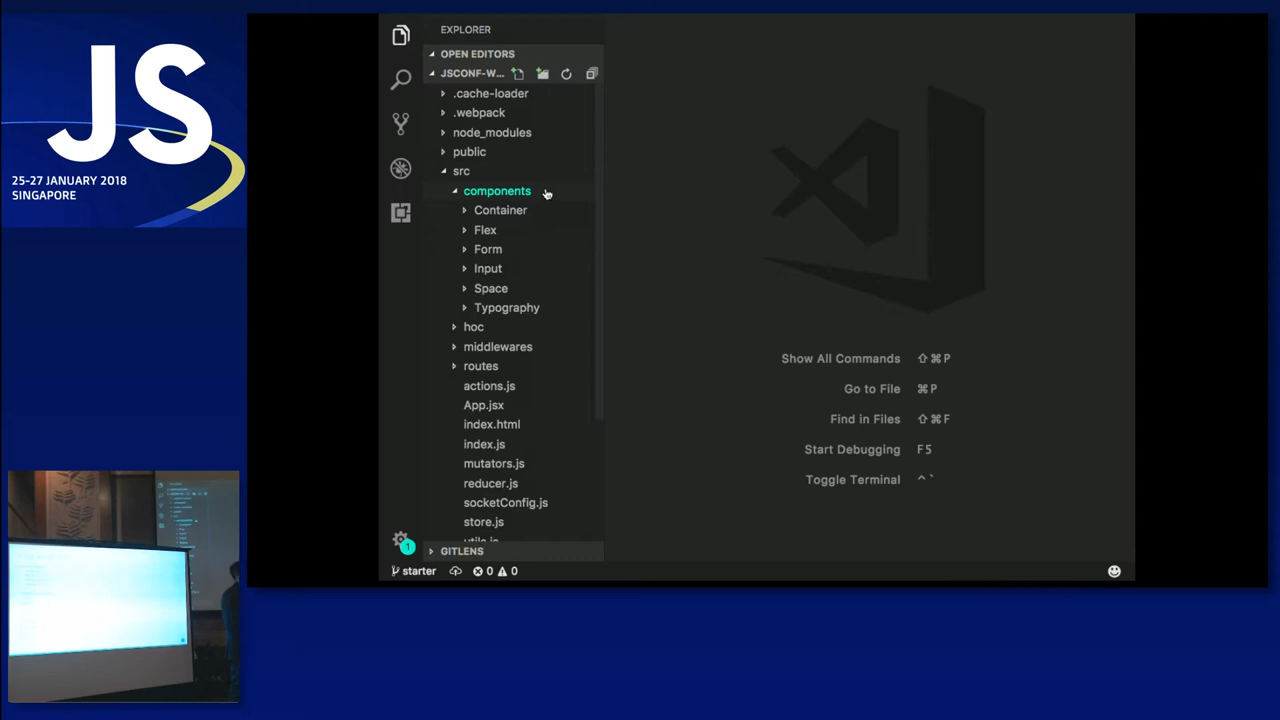 JS
25-27 JANUARY 2018
SINGAPORE
EXPLORER
OPEN EDITORS
JSCONF-W...
.cache-loader
.webpack
node_modules
public
src
components
Container
Flex
Form
Input
Space
Typography
hoc
middlewares
routes
actions.js
App.jsx
index.html
index.js
mutators.js
reducer.js
socketConfig.js
store.js
utils.js
GITLENS
1
starter
0 0
Show All Commands ⇧⌘P
Go to File ⌘P
Find in Files ⇧⌘F
Start Debugging F5
Toggle Terminal ^`